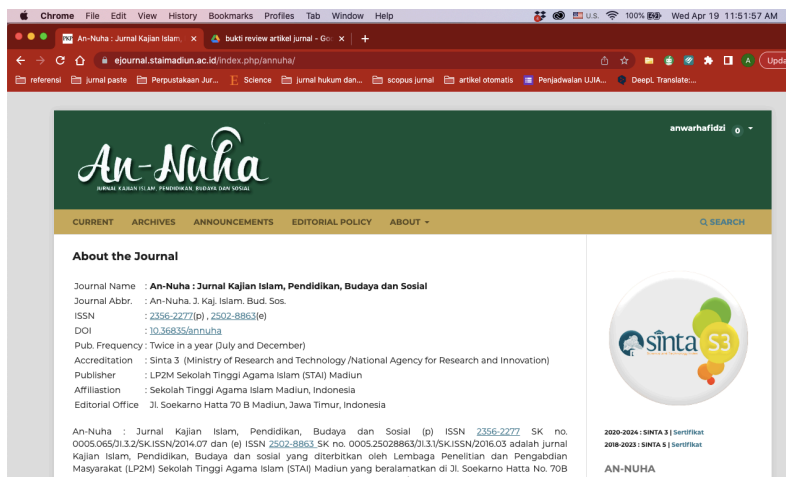 Chrome File Edit View History Bookmarks Profiles Tab Window Help U.S. 100% Wed Apr 19 11:51:57 AM
An-Nuha : Jurnal Kajian Islam, bukti review artikel jurnal - Goo
ejournal.staimadiun.ac.id/index.php/annuha/ A Upda
referensi jurnal paste Perpustakaan Jur... Science jurnal hukum dan... scopus jurnal artikel otomatis Penjadwalan UJIA... DeepL Translate:...
anwarhafidzi 0
An-Nuha
JURNAL KAJIAN ISLAM, PENDIDIKAN, BUDAYA DAN SOSIAL
CURRENT ARCHIVES ANNOUNCEMENTS EDITORIAL POLICY ABOUT SEARCH
About the Journal
Journal Name : An-Nuha : Jurnal Kajian Islam, Pendidikan, Budaya dan Sosial
Journal Abbr. : An-Nuha. J. Kaj. Islam. Bud. Sos.
ISSN : 2356-2277(p) , 2502-8863(e)
DOI : 10.36835/annuha
Pub. Frequency : Twice in a year (July and December)
Accreditation : Sinta 3 (Ministry of Research and Technology /National Agency for Research and Innovation)
Publisher : LP2M Sekolah Tinggi Agama Islam (STAI) Madiun
Affiliastion : Sekolah Tinggi Agama Islam Madiun, Indonesia
Editorial Office Jl. Soekarno Hatta 70 B Madiun, Jawa Timur, Indonesia
An-Nuha : Jurnal Kajian Islam, Pendidikan, Budaya dan Sosial (p) ISSN 2356-2277 SK no.
0005.065/JI.3.2/SK.ISSN/2014.07 dan (e) ISSN 2502-8863 SK no. 0005.25028863/JI.3.1/SK.ISSN/2016.03 adalah jurnal
Kajian Islam, Pendidikan, Budaya dan sosial yang diterbitkan oleh Lembaga Penelitian dan Pengabdian
Masyarakat (LP2M) Sekolah Tinggi Agama Islam (STAI) Madiun yang beralamatkan di Jl. Soekarno Hatta No. 70B
sinta S3
2020-2024 : SINTA 3 | Sertifikat
2018-2023 : SINTA 5 | Sertifikat
AN-NUHA